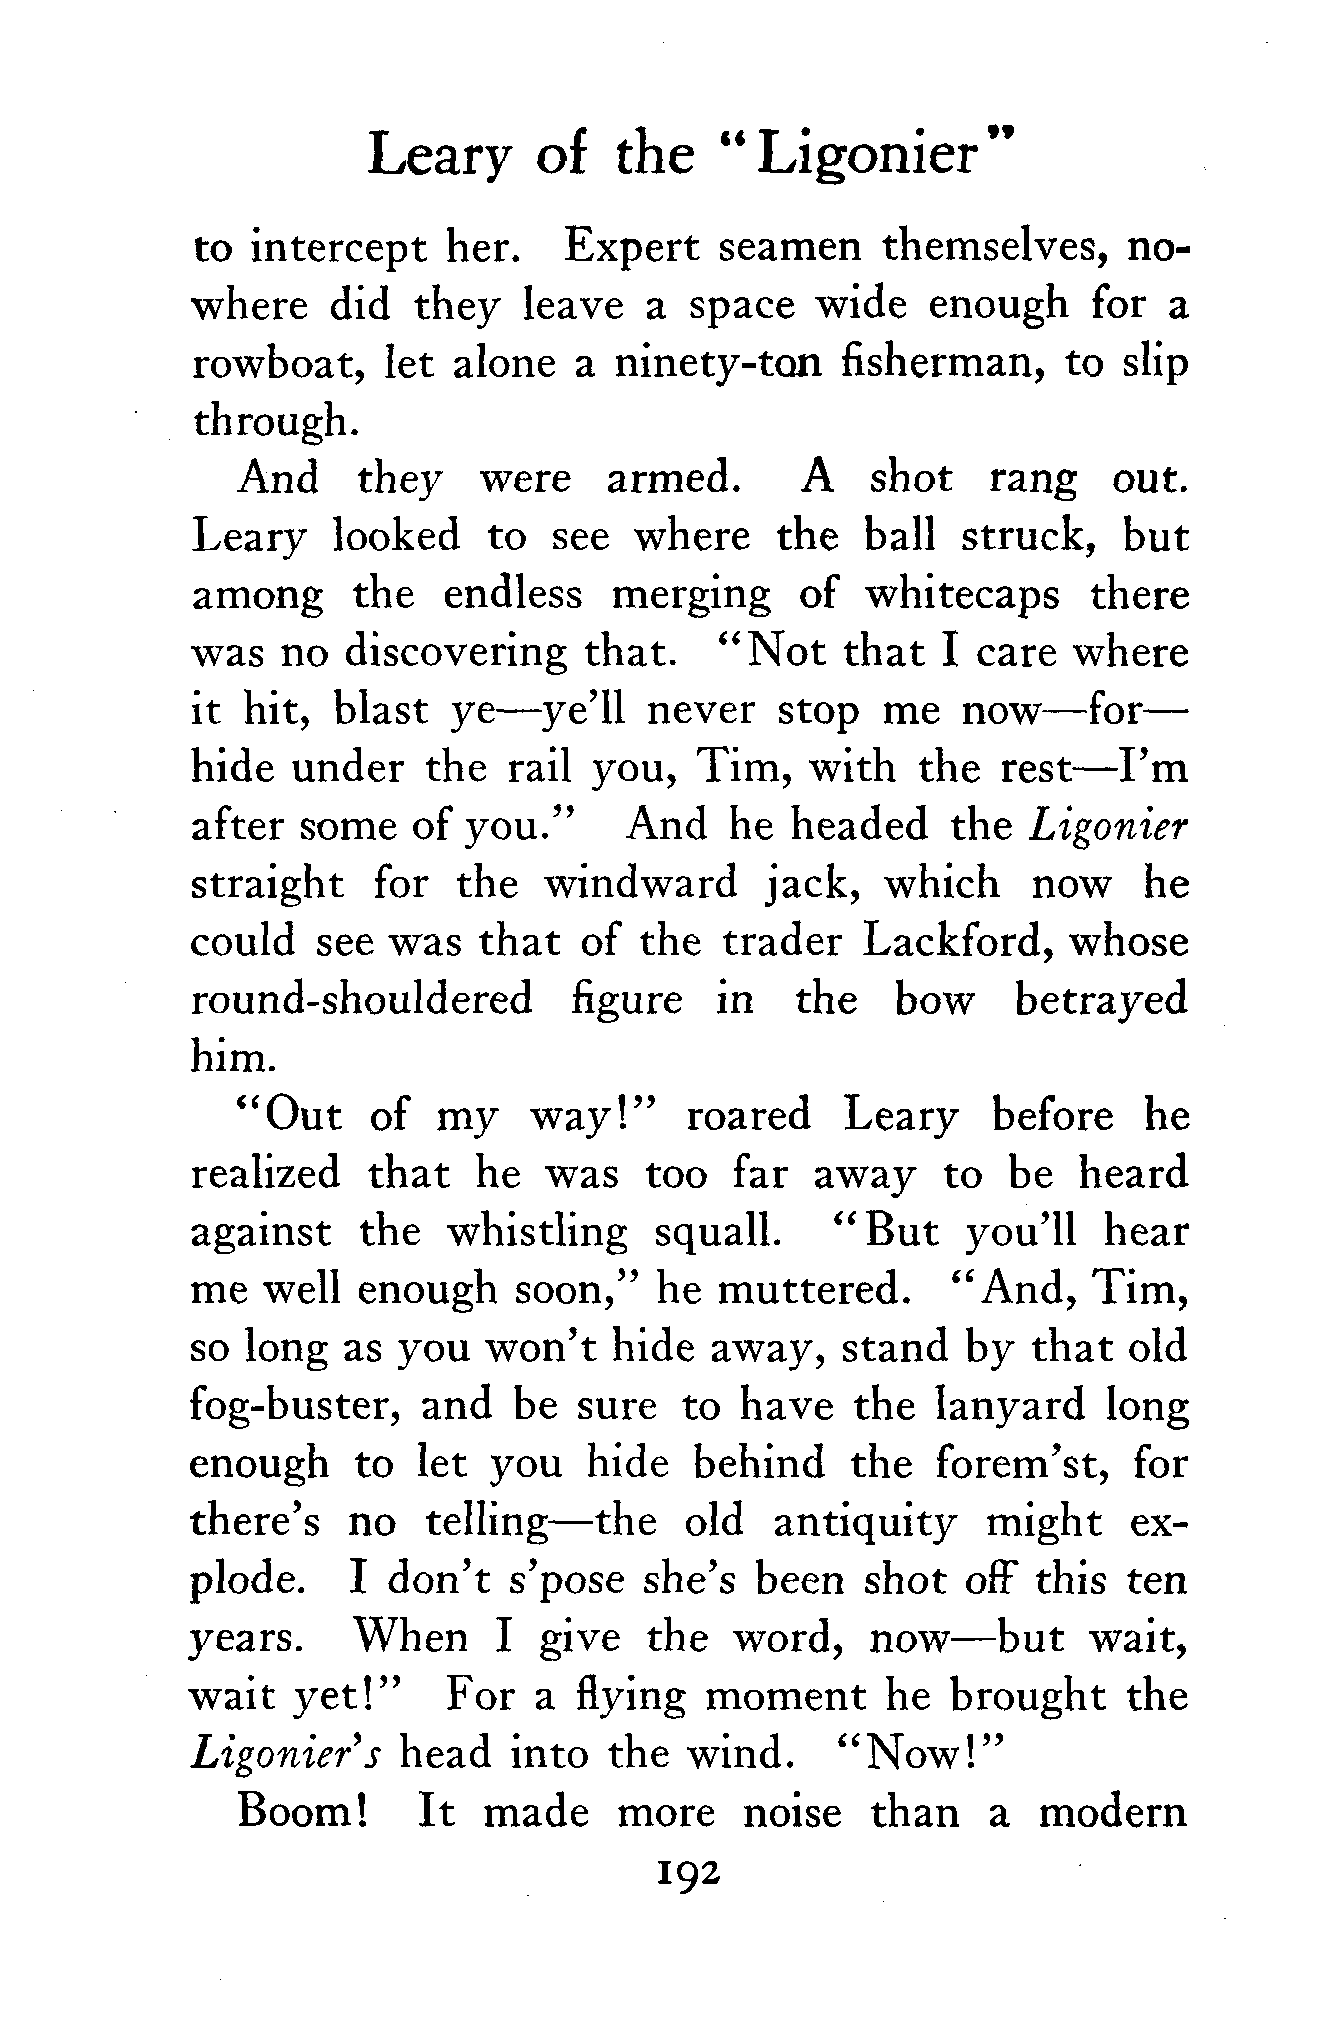 Leary of the "Ligonier"
to intercept her. Expert seamen themselves, no-
where did they leave a space wide enough for a
rowboat, let alone a ninety-ton fisherman, to slip
through.
And they were armed. A shot rang out.
Leary looked to see where the ball struck, but
among the endless merging of whitecaps there
was no discovering that. "Not that I care where
it hit, blast ye—ye'll never stop me now—for—
hide under the rail you, Tim, with the rest—I'm
after some of you." And he headed the Ligonier
straight for the windward jack, which now he
could see was that of the trader Lackford, whose
round-shouldered figure in the bow betrayed
him.
"Out of my way!" roared Leary before he
realized that he was too far away to be heard
against the whistling squall. "But you'll hear
me well enough soon," he muttered. "And, Tim,
so long as you won't hide away, stand by that old
fog-buster, and be sure to have the lanyard long
enough to let you hide behind the forem'st, for
there's no telling—the old antiquity might ex-
plode. I don't s'pose she's been shot off this ten
years. When I give the word, now—but wait,
wait yet!" For a flying moment he brought the
Ligonier's head into the wind. "Now!"
Boom! It made more noise than a modern
192